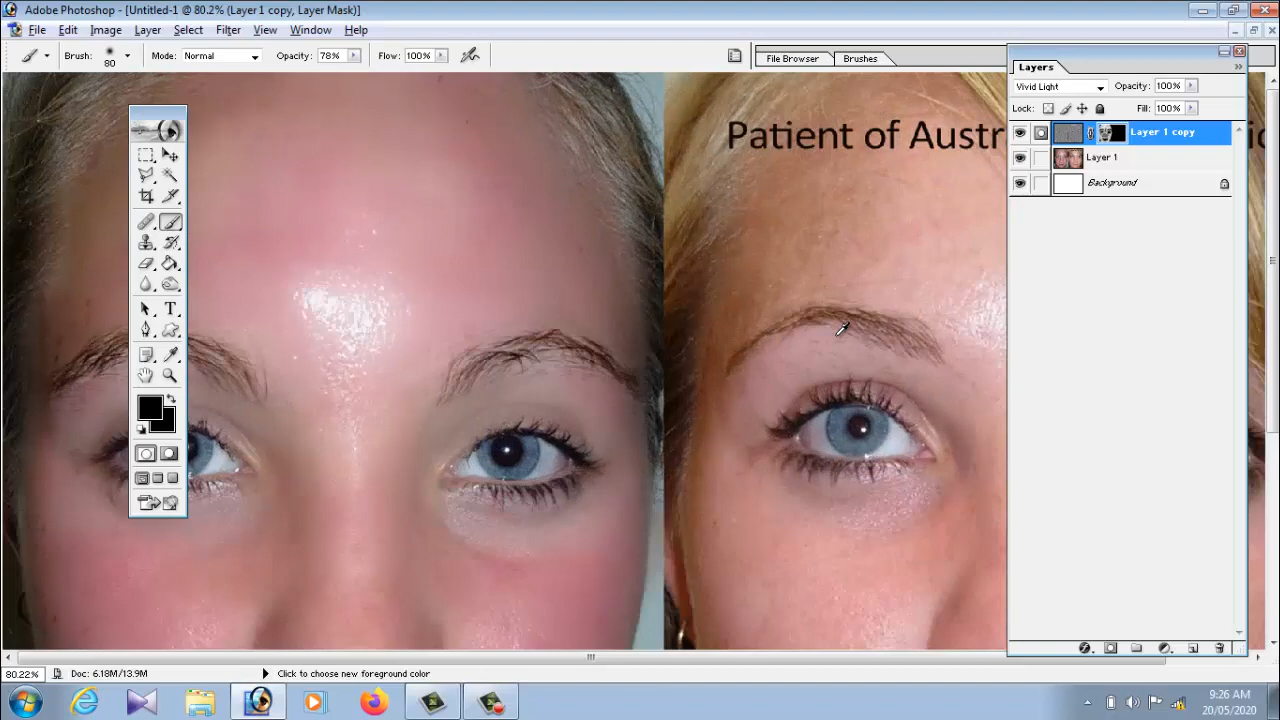 Adobe Photoshop - [Untitled-1 @ 80.2% (Layer 1 copy, Layer Mask)]
File Edit Image Layer Select Filter View Window Help
Brush: 80 Mode: Normal Opacity: 78% Flow: 100% File Browser Brushes
Layers
Vivid Light Opacity: 100%
Lock: Fill: 100%
Layer 1 copy
Layer 1
Background
Patient of Austr
T
80.22% Doc: 6.18M/13.9M Click to choose new foreground color
9:26 AM
20/05/2020